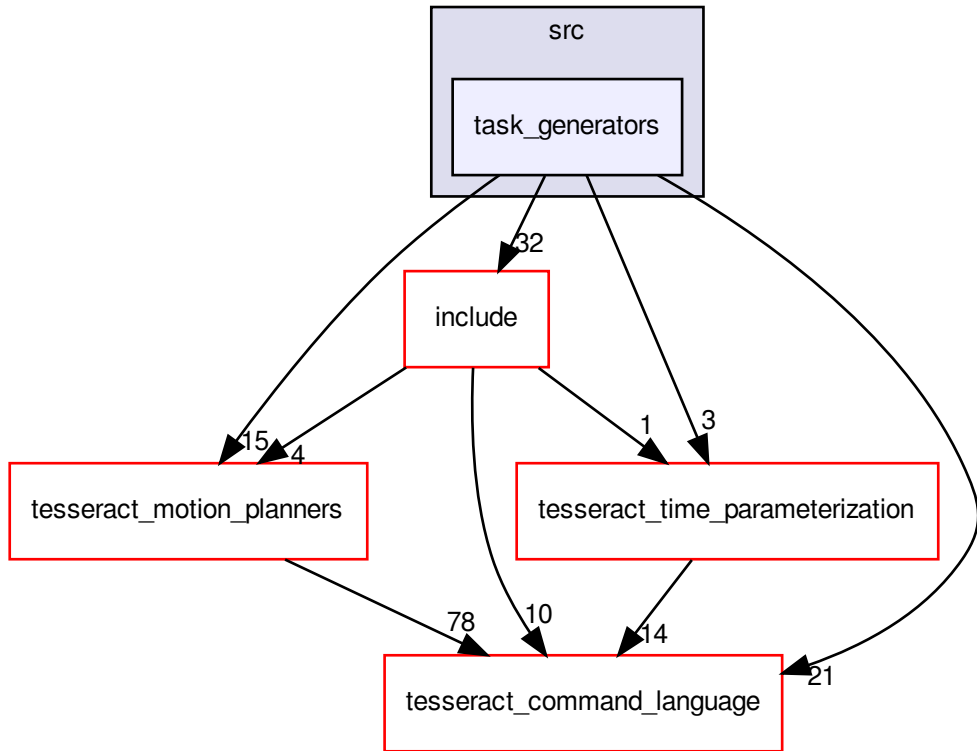 src
task_generators
32
include
15
4
1
3
tesseract_motion_planners
tesseract_time_parameterization
78
10
14
21
tesseract_command_language